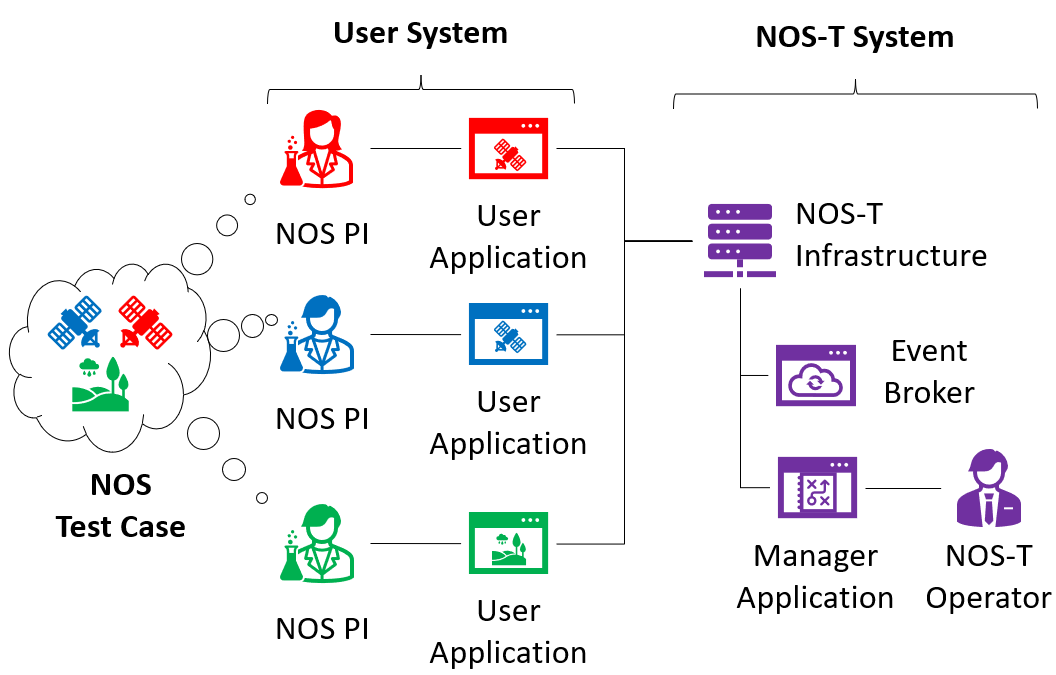 User System
NOS-T System
NOS PI
User
Application
NOS-T
Infrastructure
NOS PI
User
Application
Event
Broker
NOS
Test Case
NOS PI
User
Application
Manager
Application
NOS-T
Operator